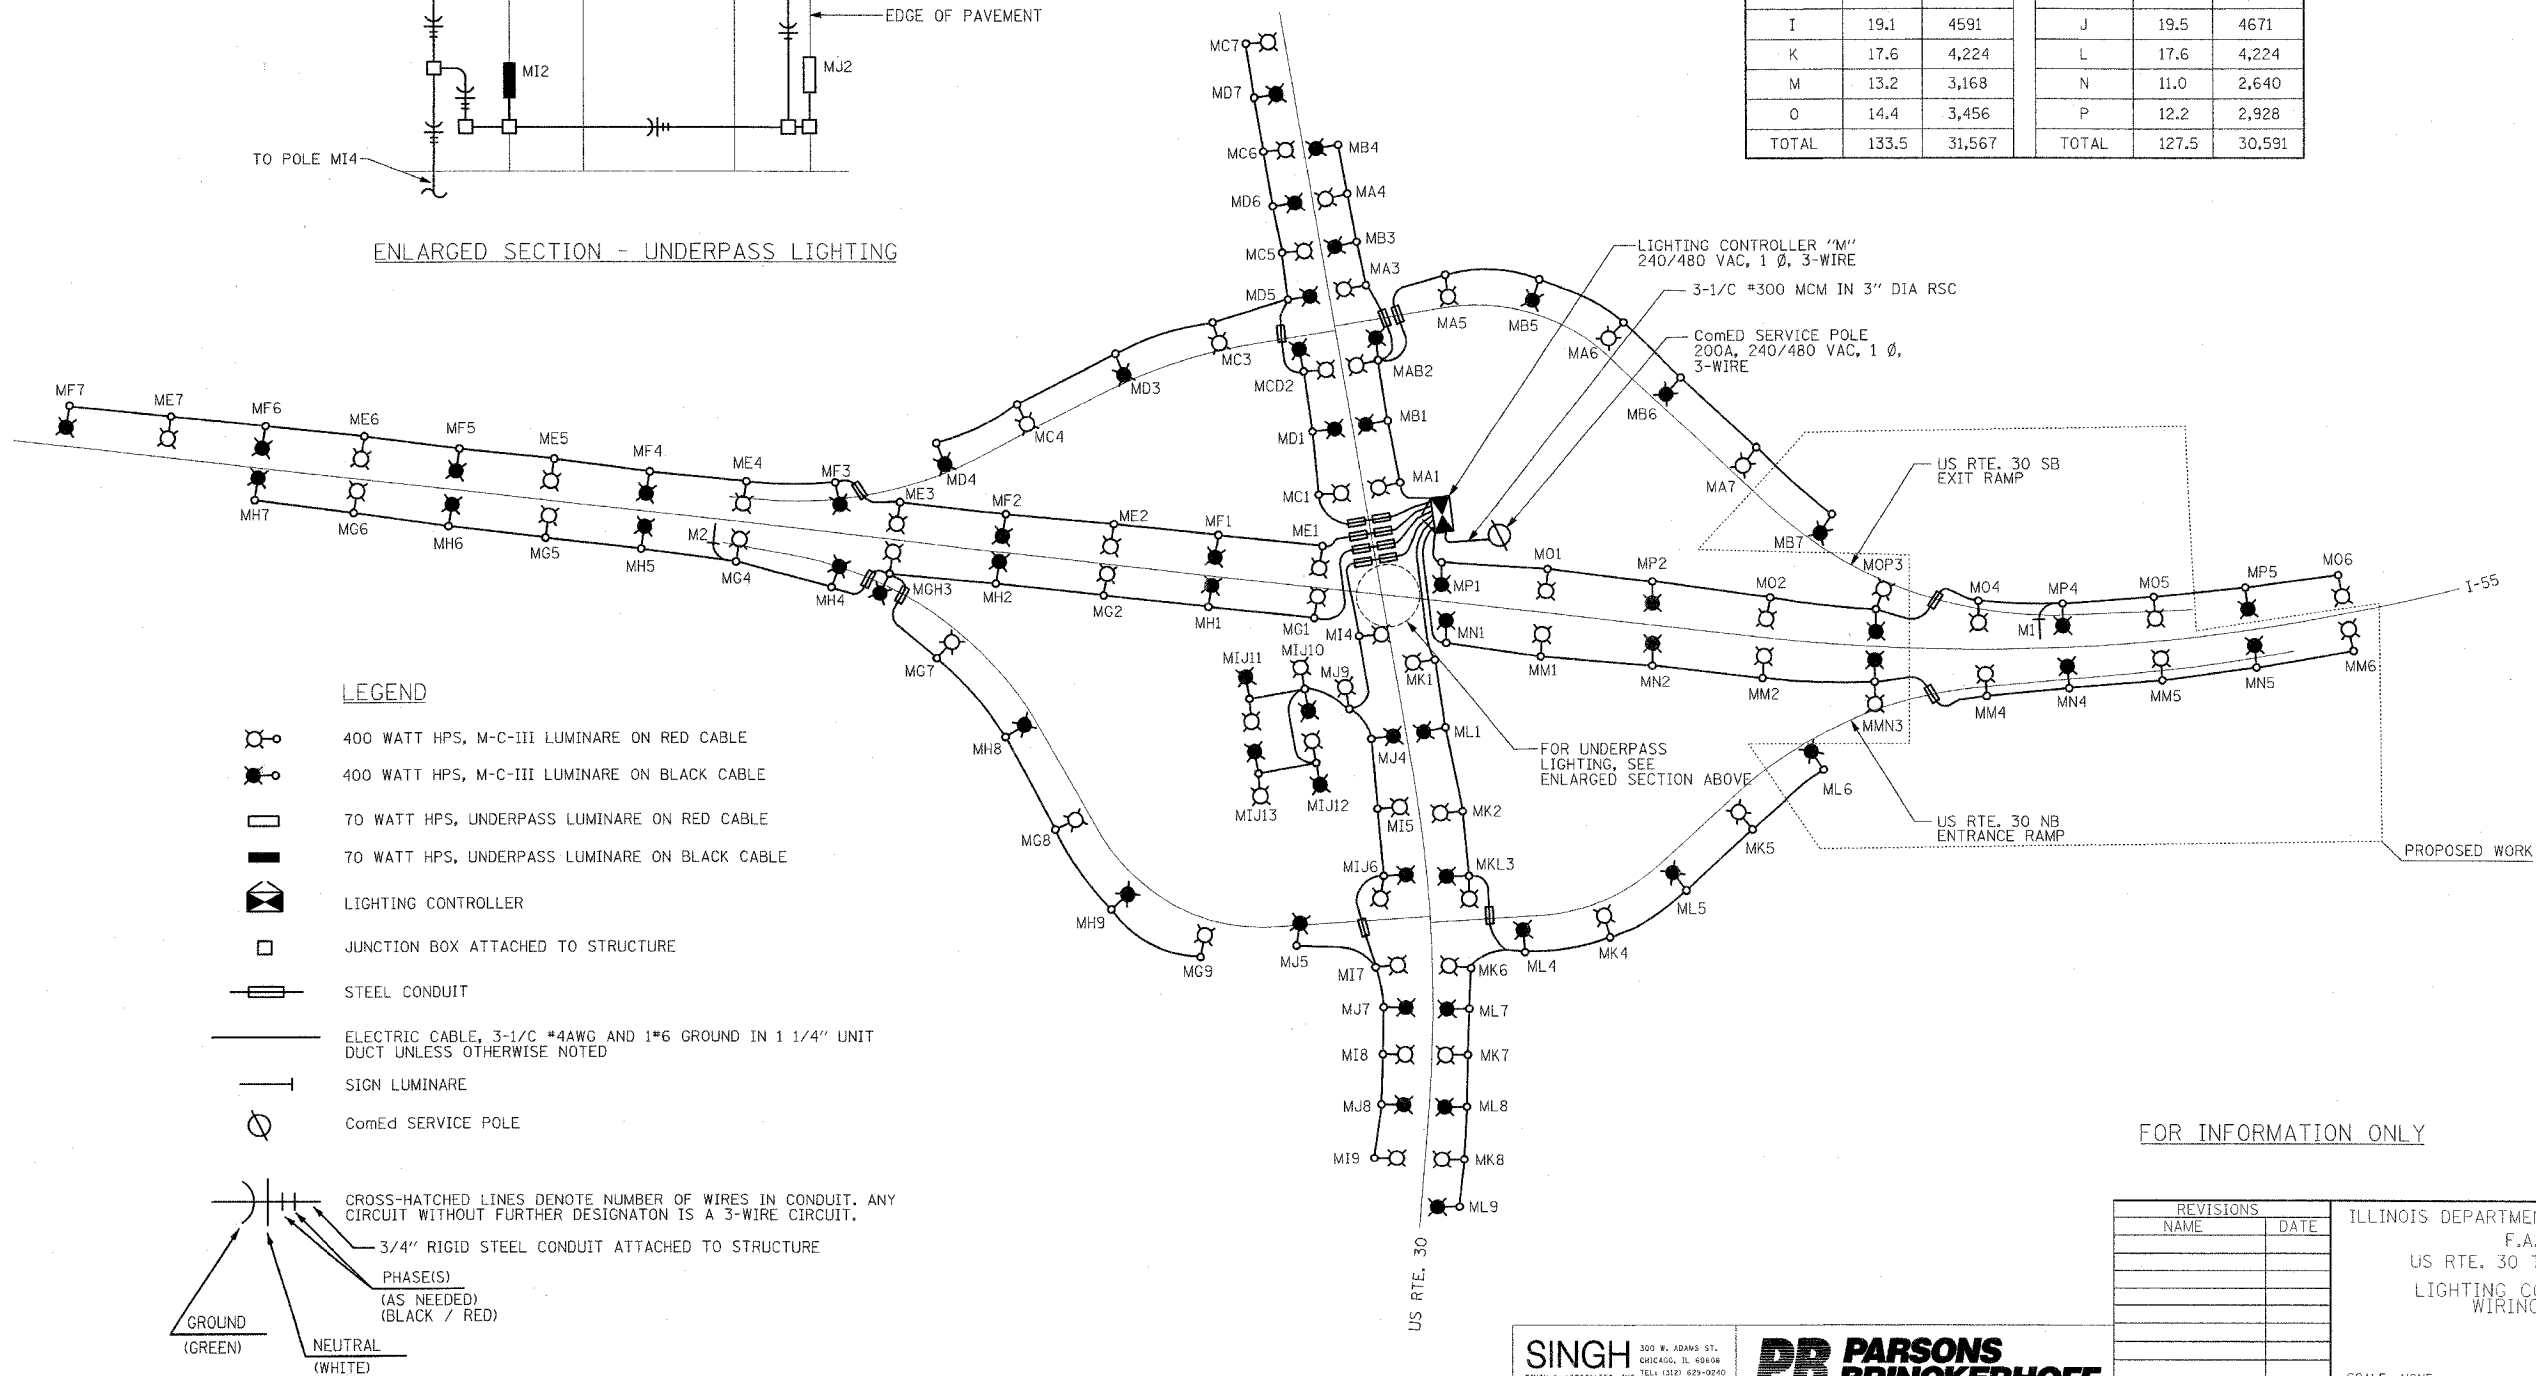 EDGE OF PAVEMENT
MI2
MJ2
TO POLE MI4
ENLARGED SECTION - UNDERPASS LIGHTING
I 19.1 4591 J 19.5 4671
K 17.6 4,224 L 17.6 4,224
M 13.2 3,168 N 11.0 2,640
O 14.4 3,456 P 12.2 2,928
TOTAL 133.5 31,567 TOTAL 127.5 30,591
MC7
MD7
MC6
MB4
MD6
MA4
MC5
MB3
MD5
MA3
LIGHTING CONTROLLER "M"
240/480 VAC, 1 Ø, 3-WIRE
3-1/C #300 MCM IN 3" DIA RSC
ComED SERVICE POLE
200A, 240/480 VAC, 1 Ø,
3-WIRE
MA5
MB5
MA6
MC3
MD3
MCD2
MAB2
MC4
MD4
MD1
MB1
MB6
MA7
MB7
MC1
MA1
US RTE. 30 SB
EXIT RAMP
MF7
ME7
MF6
ME6
MF5
ME5
MF4
ME4
MF3
ME3
MF2
ME2
MF1
ME1
MH7
MG6
MH6
MG5
MH5
M2
MG4
MH4
MGH3
MH2
MG2
MH1
MG1
MO1
MP2
MO2
MOP3
MO4
MP4
MO5
MP5
MO6
I-55
MP1
M1
MN1
MM1
MN2
MM2
MMN3
MM4
MN4
MM5
MN5
MM6
MI4
MIJ10
MIJ11
MJ9
MK1
MG7
MH8
MG8
MH9
MG9
MJ4
ML1
MIJ13
MIJ12
MI5
MK2
FOR UNDERPASS
LIGHTING, SEE
ENLARGED SECTION ABOVE
ML6
MK5
US RTE. 30 NB
ENTRANCE RAMP
PROPOSED WORK
MIJ6
MKL3
ML5
MK4
ML4
MJ5
MI7
MK6
MJ7
ML7
MI8
MK7
MJ8
ML8
MI9
MK8
ML9
US RTE. 30
LEGEND
400 WATT HPS, M-C-III LUMINARE ON RED CABLE
400 WATT HPS, M-C-III LUMINARE ON BLACK CABLE
70 WATT HPS, UNDERPASS LUMINARE ON RED CABLE
70 WATT HPS, UNDERPASS LUMINARE ON BLACK CABLE
LIGHTING CONTROLLER
JUNCTION BOX ATTACHED TO STRUCTURE
STEEL CONDUIT
ELECTRIC CABLE, 3-1/C #4AWG AND 1#6 GROUND IN 1 1/4" UNIT
DUCT UNLESS OTHERWISE NOTED
SIGN LUMINARE
ComEd SERVICE POLE
CROSS-HATCHED LINES DENOTE NUMBER OF WIRES IN CONDUIT. ANY
CIRCUIT WITHOUT FURTHER DESIGNATON IS A 3-WIRE CIRCUIT.
3/4" RIGID STEEL CONDUIT ATTACHED TO STRUCTURE
PHASE(S)
(AS NEEDED)
(BLACK / RED)
GROUND
(GREEN)
NEUTRAL
(WHITE)
FOR INFORMATION ONLY
REVISIONS
NAME DATE
ILLINOIS DEPARTME
F.A.
US RTE. 30
LIGHTING CO
WIRING
SINGH
300 W. ADAMS ST.
CHICAGO, IL 60606
TEL: (312) 629-0240
PB PARSONS
BRINCKERHOFF